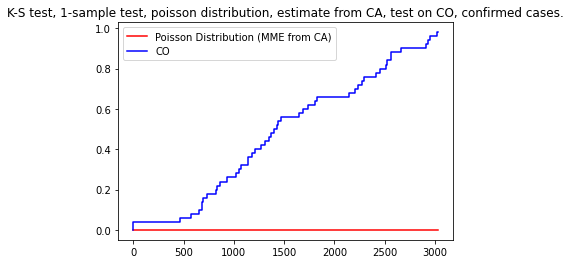 K-S test, 1-sample test, poisson distribution, estimate from CA, test on CO, confirmed cases.
1.0
0.8
0.6
0.4
0.2
0.0
Poisson Distribution (MME from CA)
CO
0 500 1000 1500 2000 2500 3000